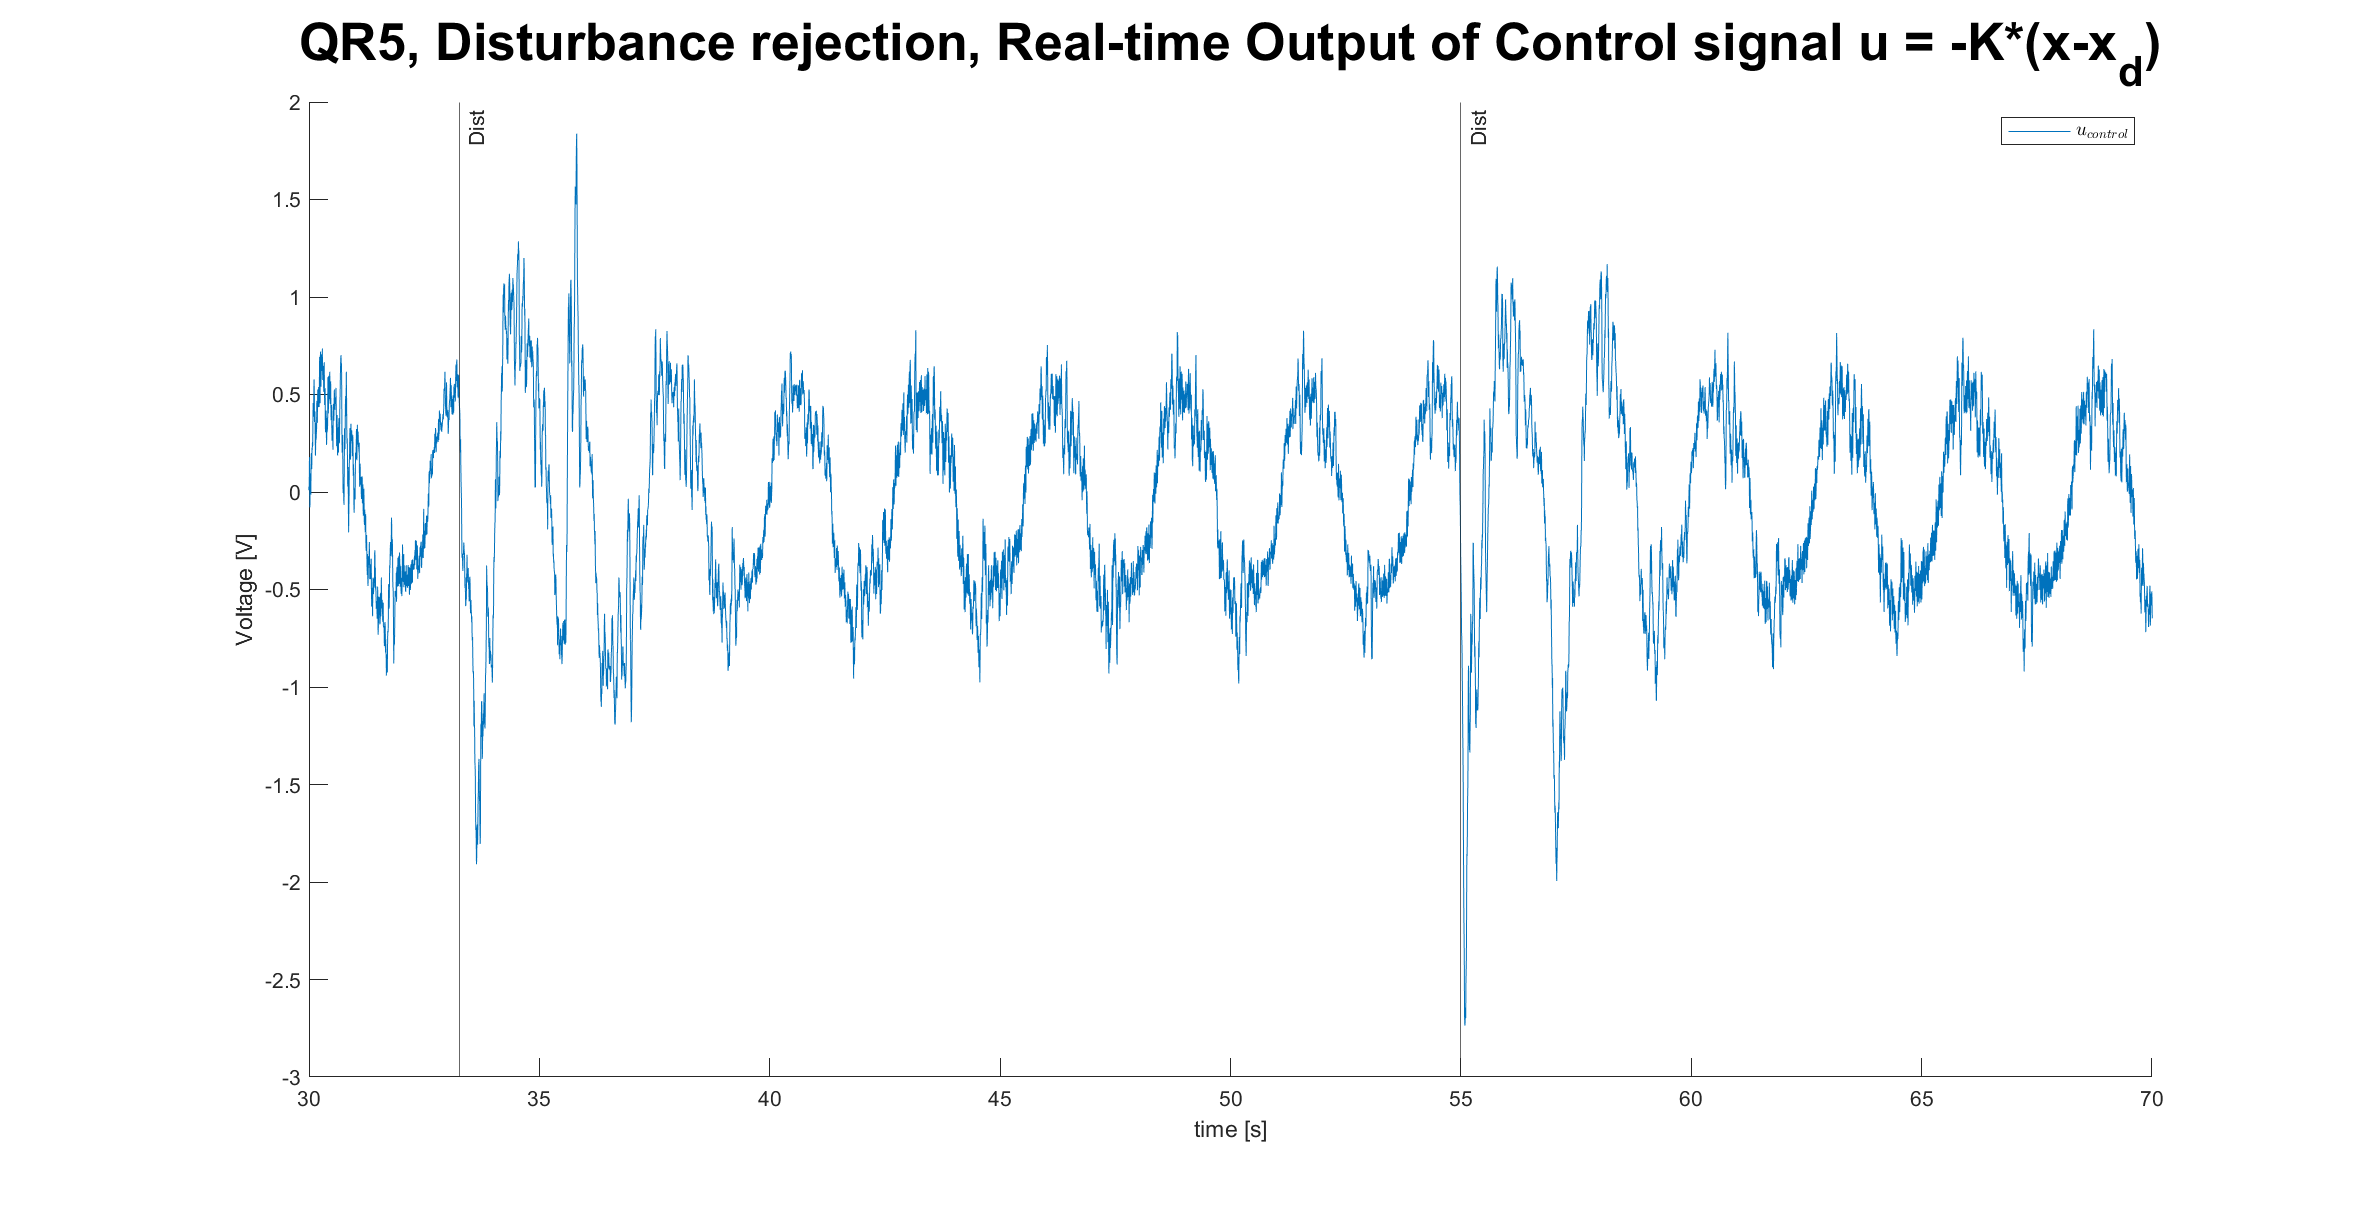 QR5, Disturbance rejection, Real-time Output of Control signal u = -K*(x-x_d)
Dist
Dist
u_control
2
1.5
1
0.5
0
-0.5
-1
-1.5
-2
-2.5
-3
Voltage [V]
30 35 40 45 50 55 60 65 70
time [s]